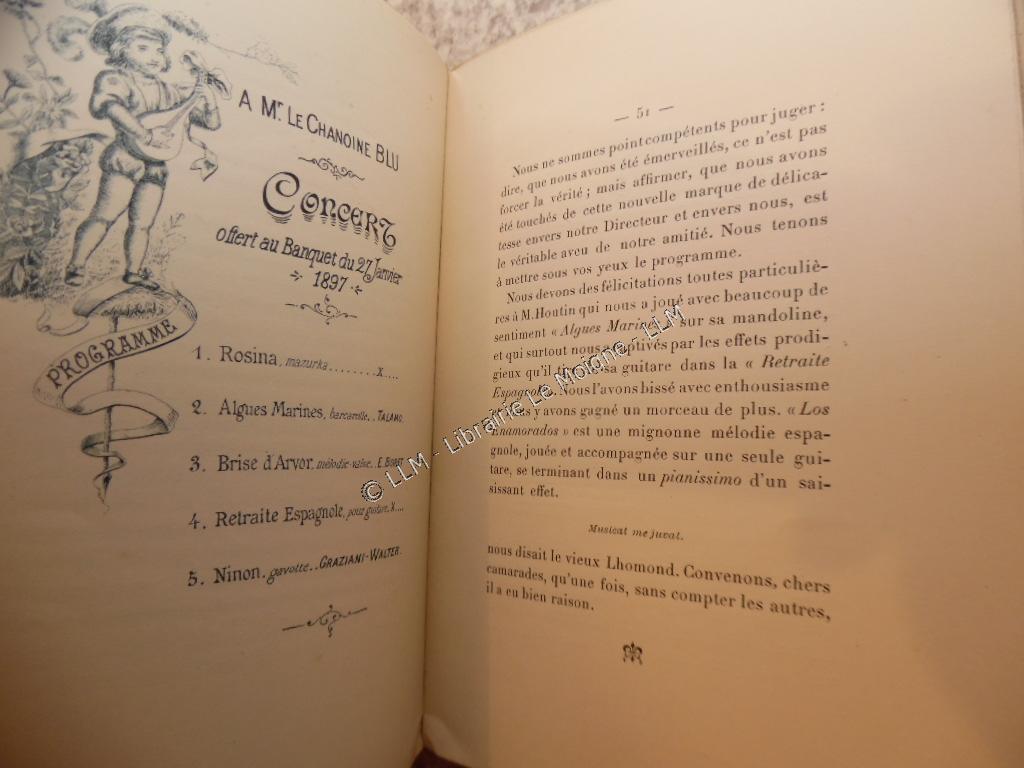 A Mr LE CHANOINE BLU
CONCERT
offert au Banquet du 27 Janvier
1897
PROGRAMME
1. Rosina, mazurka........X....
2. Algues Marines, barcarolle.. TALAMO.
3. Brise d'Arvor, mélodie-valse..E.
4. Retraite Espagnole, pour guitare. X...
5. Ninon, gavotte.. GRAZIANI-WALTER.
— 51 —
Nous ne sommes point compétents pour juger :
dire, que nous avons été émerveillés, ce n'est pas
forcer la vérité ; mais affirmer, que nous avons
été touchés de cette nouvelle marque de délica-
tesse envers notre Directeur et envers nous, est
le véritable aveu de notre amitié. Nous tenons
à mettre sous vos yeux le programme.
Nous devons des félicitations toutes particuliè-
res à M. Houtin qui nous a joué avec beaucoup de
sentiment « Algues Marines » sur sa mandoline,
et qui surtout nous a captivés par les effets prodi-
gieux qu'il tire de sa guitare dans la « Retraite
Espagnole ». Nous l'avons bissé avec enthousiasme
et nous y avons gagné un morceau de plus. « Los
Enamorados » est une mignonne mélodie espa-
gnole, jouée et accompagnée sur une seule gui-
tare, se terminant dans un pianissimo d'un sai-
sissant effet.
Musicat me juvat.
nous disait le vieux Lhomond. Convenons, chers
camarades, qu'une fois, sans compter les autres,
il a eu bien raison.
© LLM - Librairie Le Moigne - LLM